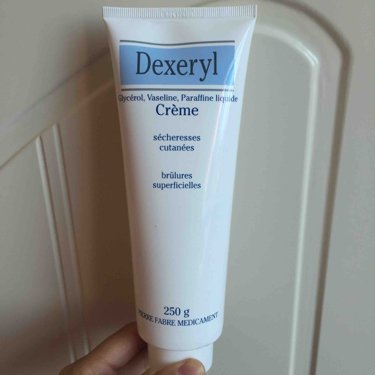 Dexeryl
Glycérol, Vaseline, Paraffine liquide
Crème
sécheresses
cutanées
brûlures
superficielles
250 g
PIERRE FABRE MEDICAMENT